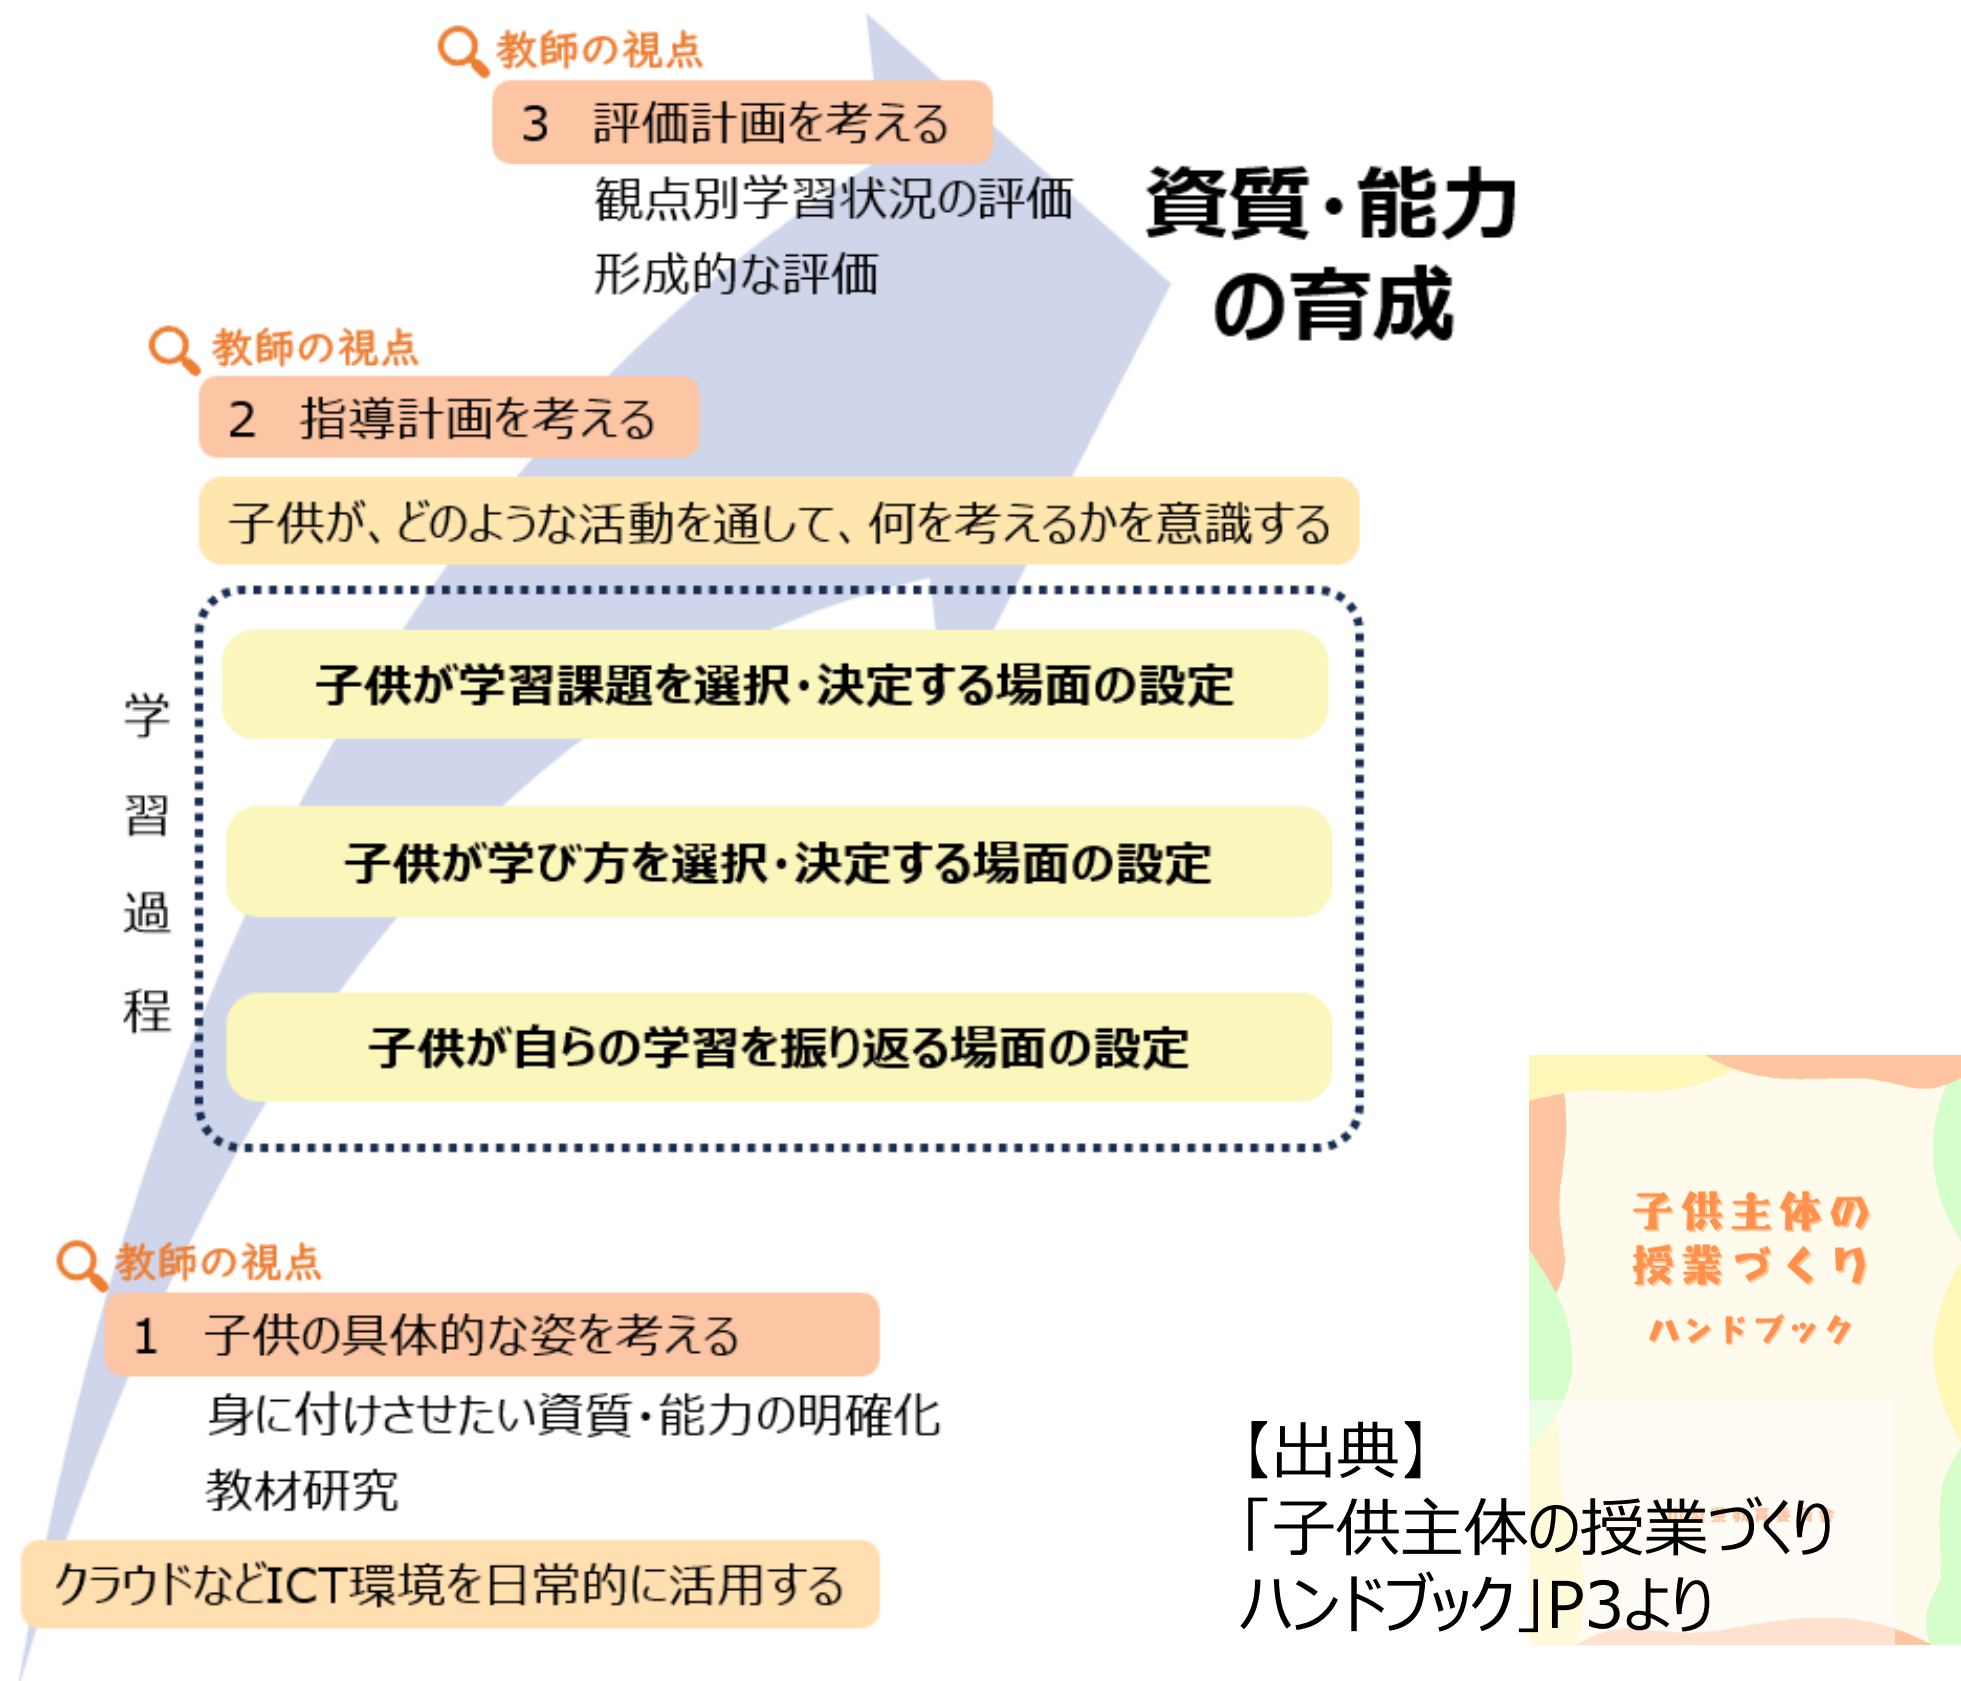 教師の視点
3 評価計画を考える
観点別学習状況の評価
形成的な評価
資質・能力
の育成
教師の視点
2 指導計画を考える
子供が、どのような活動を通して、何を考えるかを意識する
学習過程
子供が学習課題を選択・決定する場面の設定
子供が学び方を選択・決定する場面の設定
子供が自らの学習を振り返る場面の設定
教師の視点
1 子供の具体的な姿を考える
身に付けさせたい資質・能力の明確化
教材研究
クラウドなどICT環境を日常的に活用する
子供主体の
授業づくり
ハンドブック
【出典】
「子供主体の授業づくり
ハンドブック」P3より